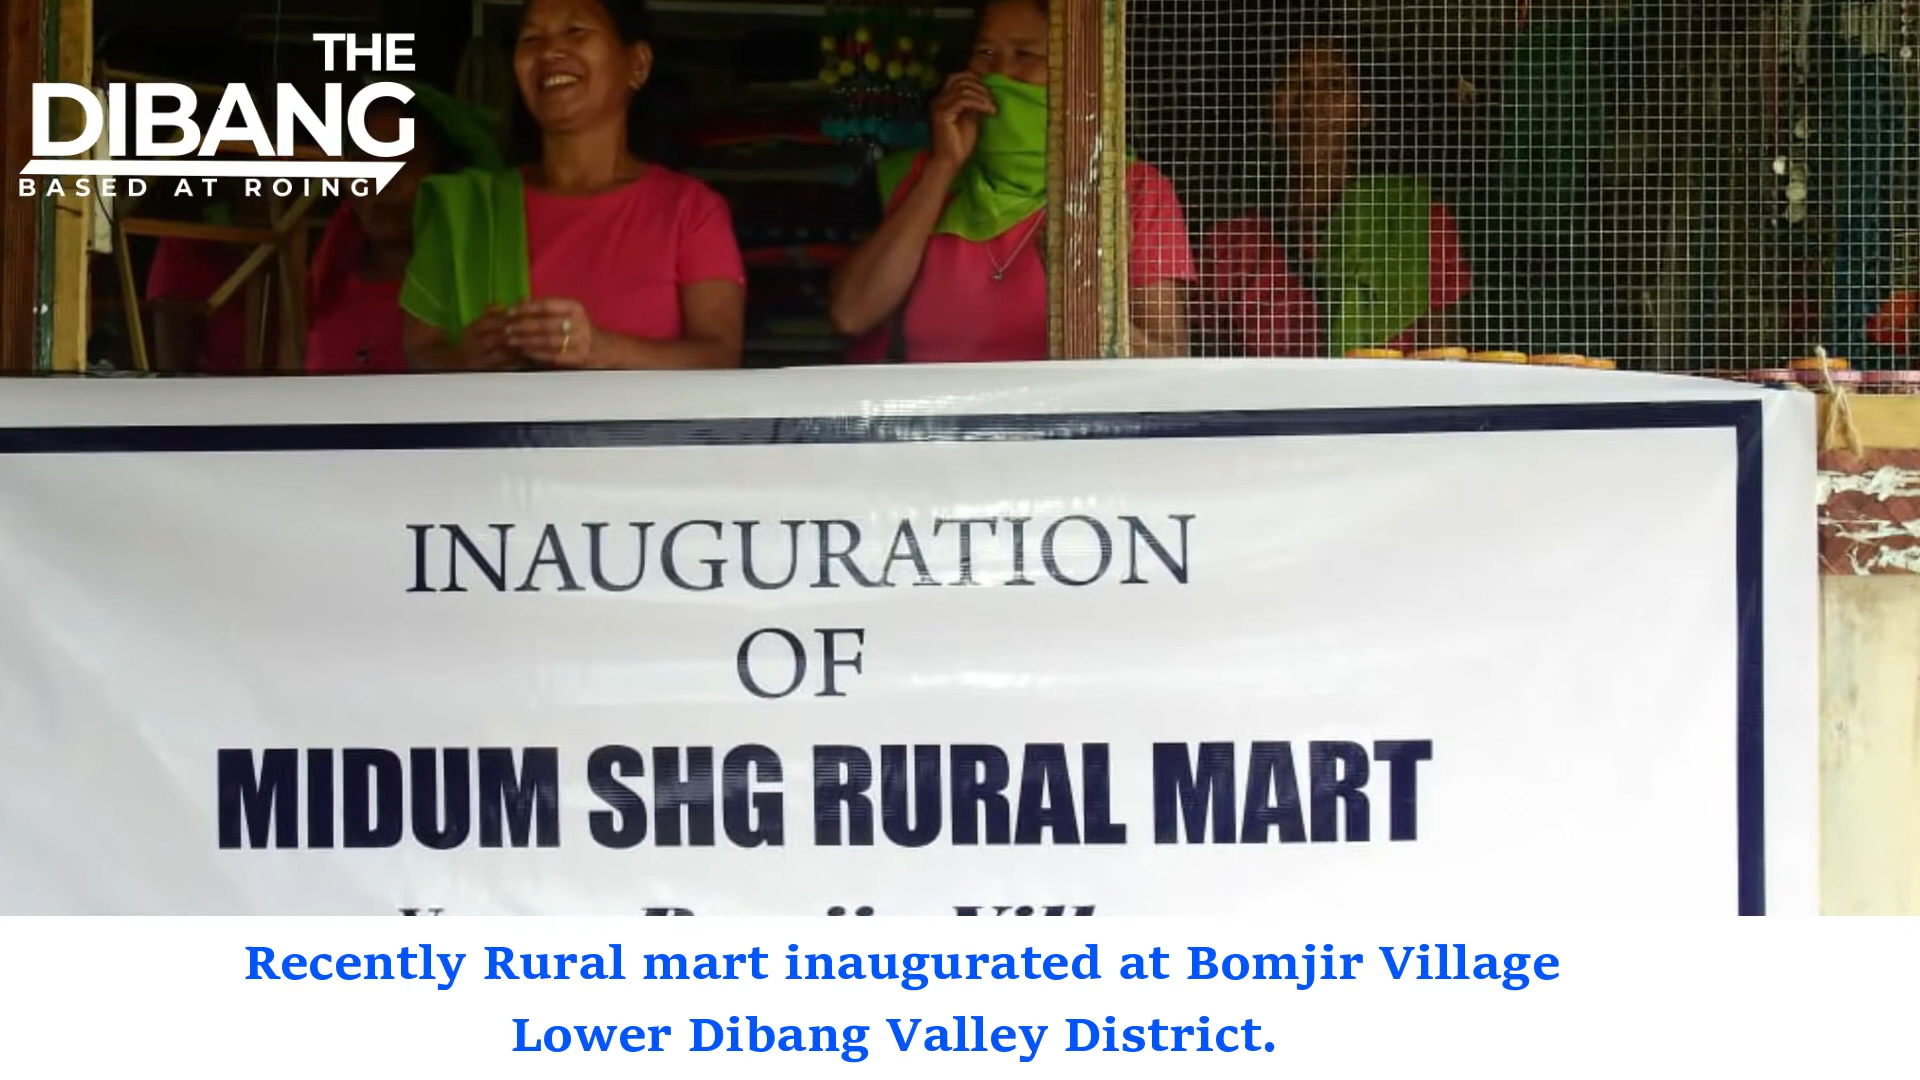 THE
DIBANG
BASED AT ROING
INAUGURATION
OF
MIDUM SHG RURAL MART
Recently Rural mart inaugurated at Bomjir Village
Lower Dibang Valley District.